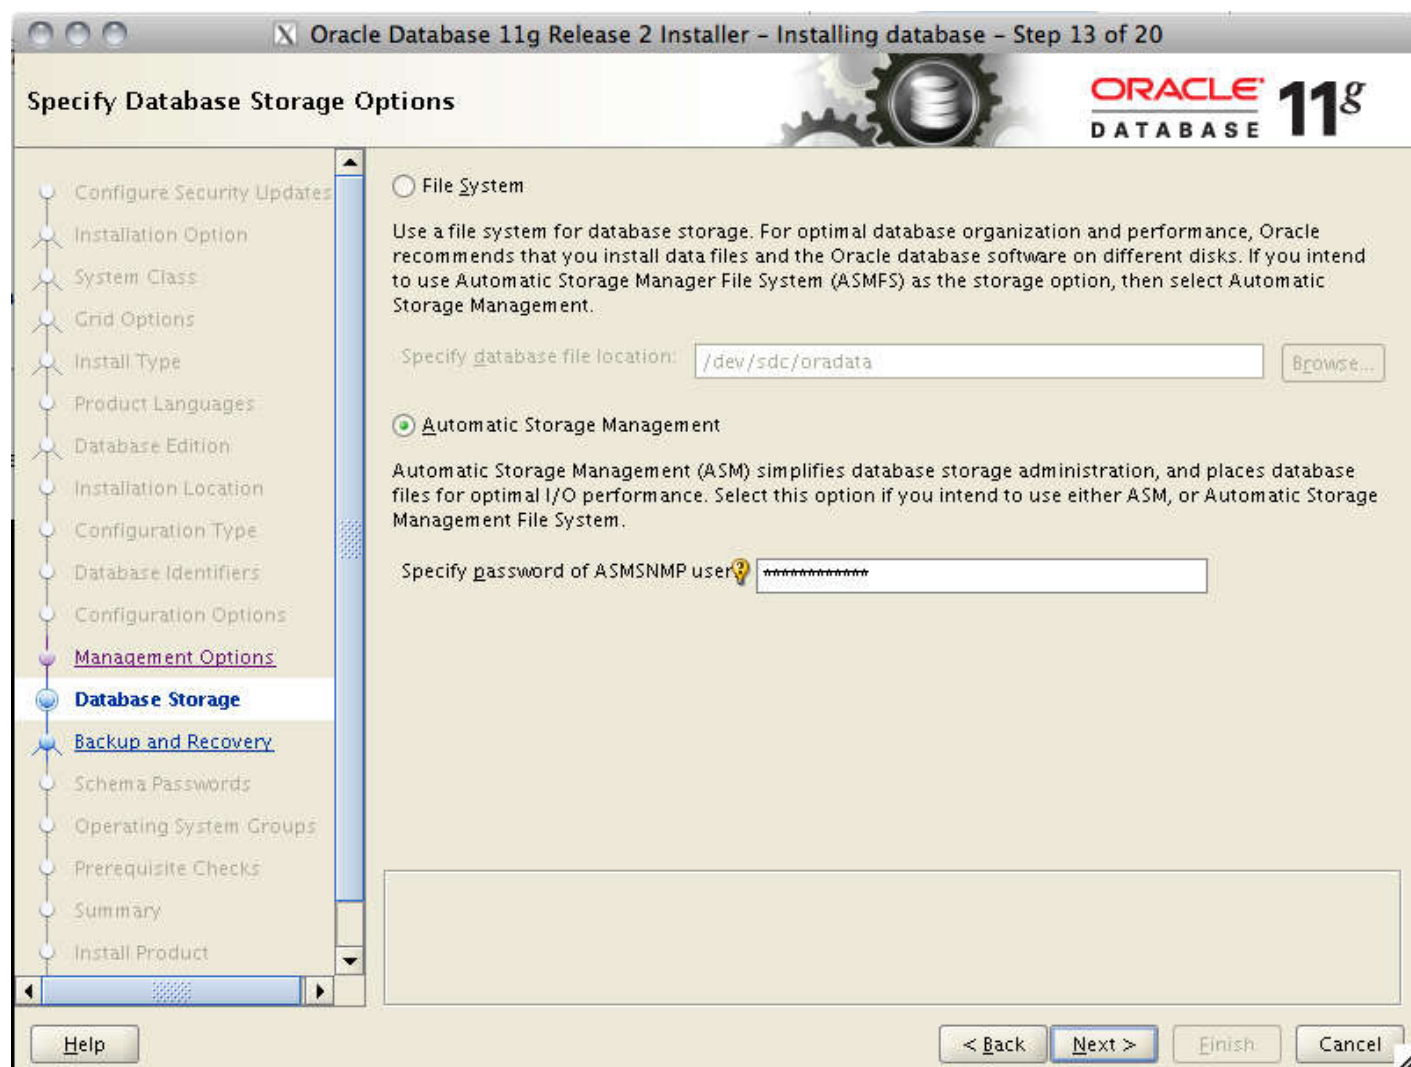 X Oracle Database 11g Release 2 Installer – Installing database – Step 13 of 20
Specify Database Storage Options
ORACLE 11g
DATABASE
Configure Security Updates
Installation Option
System Class
Grid Options
Install Type
Product Languages
Database Edition
Installation Location
Configuration Type
Database Identifiers
Configuration Options
Management Options
Database Storage
Backup and Recovery
Schema Passwords
Operating System Groups
Prerequisite Checks
Summary
Install Product
File System
Use a file system for database storage. For optimal database organization and performance, Oracle
recommends that you install data files and the Oracle database software on different disks. If you intend
to use Automatic Storage Manager File System (ASMFS) as the storage option, then select Automatic
Storage Management.
Specify database file location: /dev/sdc/oradata Browse...
Automatic Storage Management
Automatic Storage Management (ASM) simplifies database storage administration, and places database
files for optimal I/O performance. Select this option if you intend to use either ASM, or Automatic Storage
Management File System.
Specify password of ASMSNMP user ************
Help < Back Next > Finish Cancel